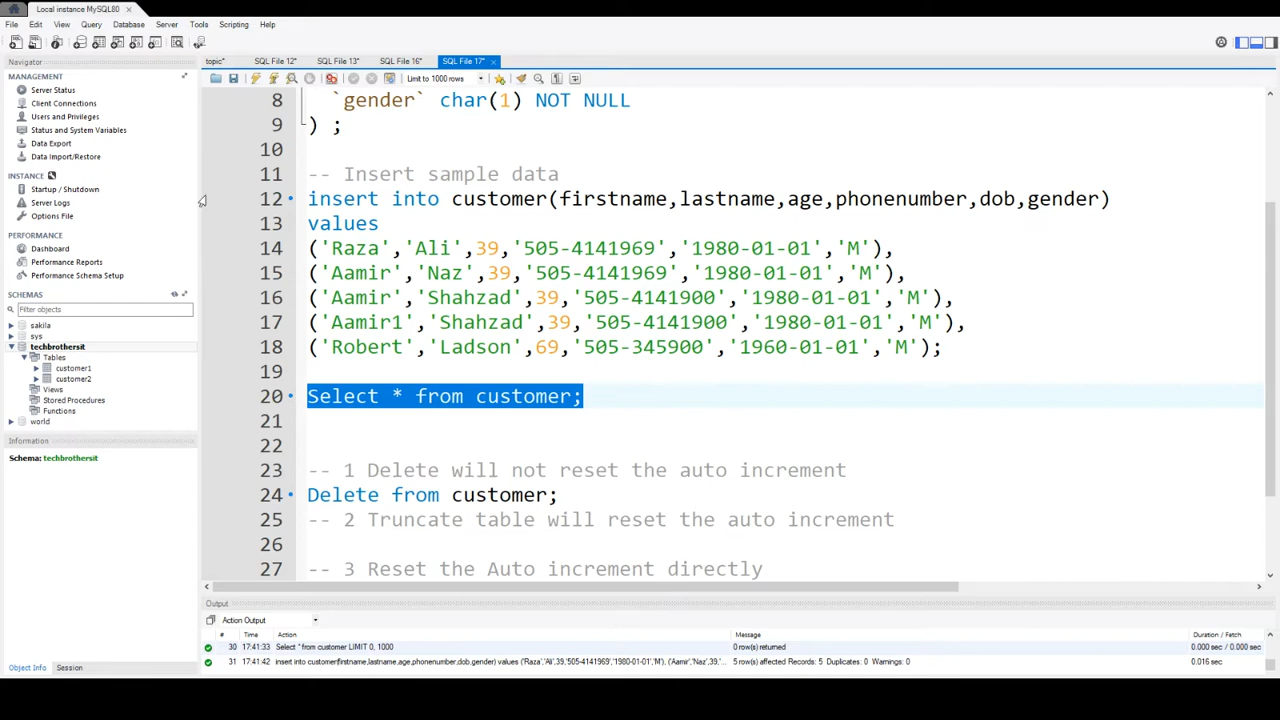 Local instance MySQL80 ×
File Edit View Query Database Server Tools Scripting Help
Navigator
MANAGEMENT
Server Status
Client Connections
Users and Privileges
Status and System Variables
Data Export
Data Import/Restore
INSTANCE
Startup / Shutdown
Server Logs
Options File
PERFORMANCE
Dashboard
Performance Reports
Performance Schema Setup
SCHEMAS
Filter objects
sakila
sys
techbrothersit
Tables
customer1
customer2
Views
Stored Procedures
Functions
world
Information
Schema: techbrothersit
Object Info Session
topic* SQL File 12* SQL File 13* SQL File 16* SQL File 17* ×
Limit to 1000 rows
8 `gender` char(1) NOT NULL
9 ) ;
10
11 -- Insert sample data
12 insert into customer(firstname,lastname,age,phonenumber,dob,gender)
13 values
14 ('Raza','Ali',39,'505-4141969','1980-01-01','M'),
15 ('Aamir','Naz',39,'505-4141969','1980-01-01','M'),
16 ('Aamir','Shahzad',39,'505-4141900','1980-01-01','M'),
17 ('Aamir1','Shahzad',39,'505-4141900','1980-01-01','M'),
18 ('Robert','Ladson',69,'505-345900','1960-01-01','M');
19
20 Select * from customer;
21
22
23 -- 1 Delete will not reset the auto increment
24 Delete from customer;
25 -- 2 Truncate table will reset the auto increment
26
27 -- 3 Reset the Auto increment directly
Output
Action Output
# Time Action Message Duration / Fetch
30 17:41:33 Select * from customer LIMIT 0, 1000 0 row(s) returned 0.000 sec / 0.000 sec
31 17:41:42 insert into customer(firstname,lastname,age,phonenumber,dob,gender) values ('Raza','Ali',39,'505-4141969','1980-01-01','M'), ('Aamir','Naz',39,'... 5 row(s) affected Records: 5 Duplicates: 0 Warnings: 0 0.016 sec